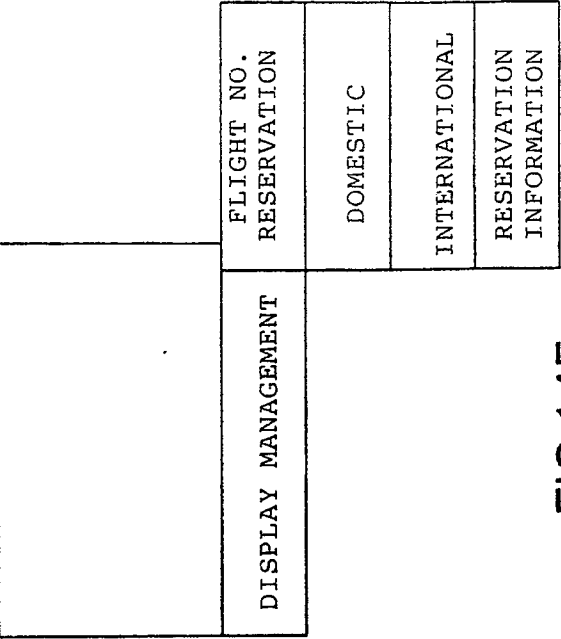 DISPLAY MANAGEMENT
FLIGHT NO.
RESERVATION
DOMESTIC
INTERNATIONAL
RESERVATION
INFORMATION